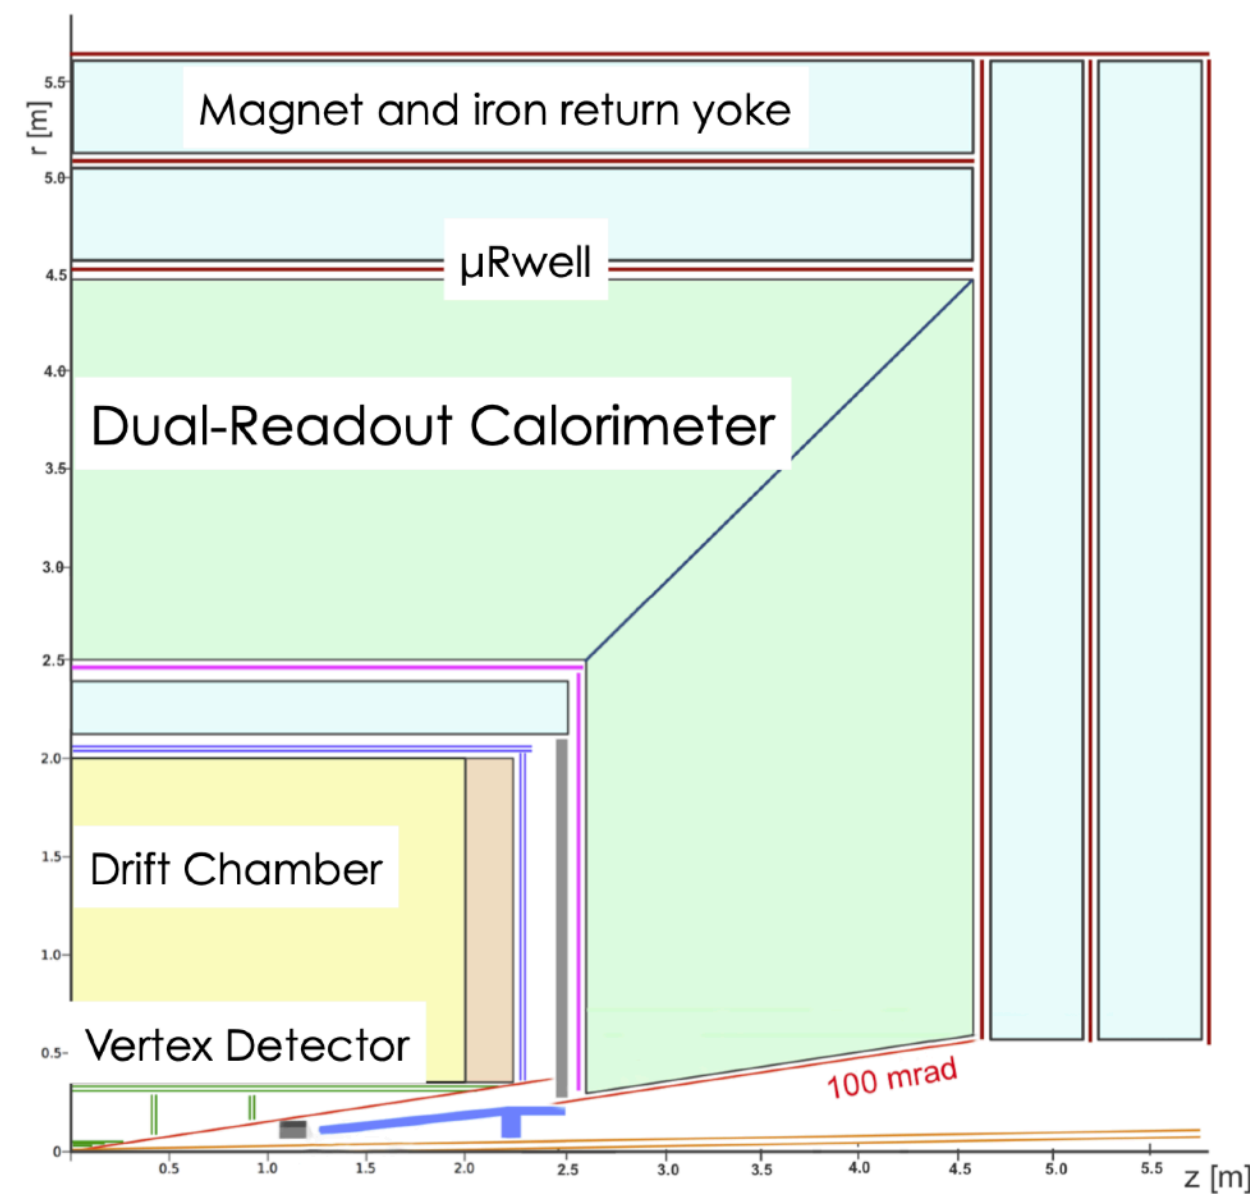 r [m]
5.5
Magnet and iron return yoke
5.0
µRwell
4.5
4.0
Dual-Readout Calorimeter
3.5
3.0
2.5
2.0
1.5
Drift Chamber
1.0
Vertex Detector
0.5
100 mrad
0
0.5 1.0 1.5 2.0 2.5 3.0 3.5 4.0 4.5 5.0 5.5
z [m]